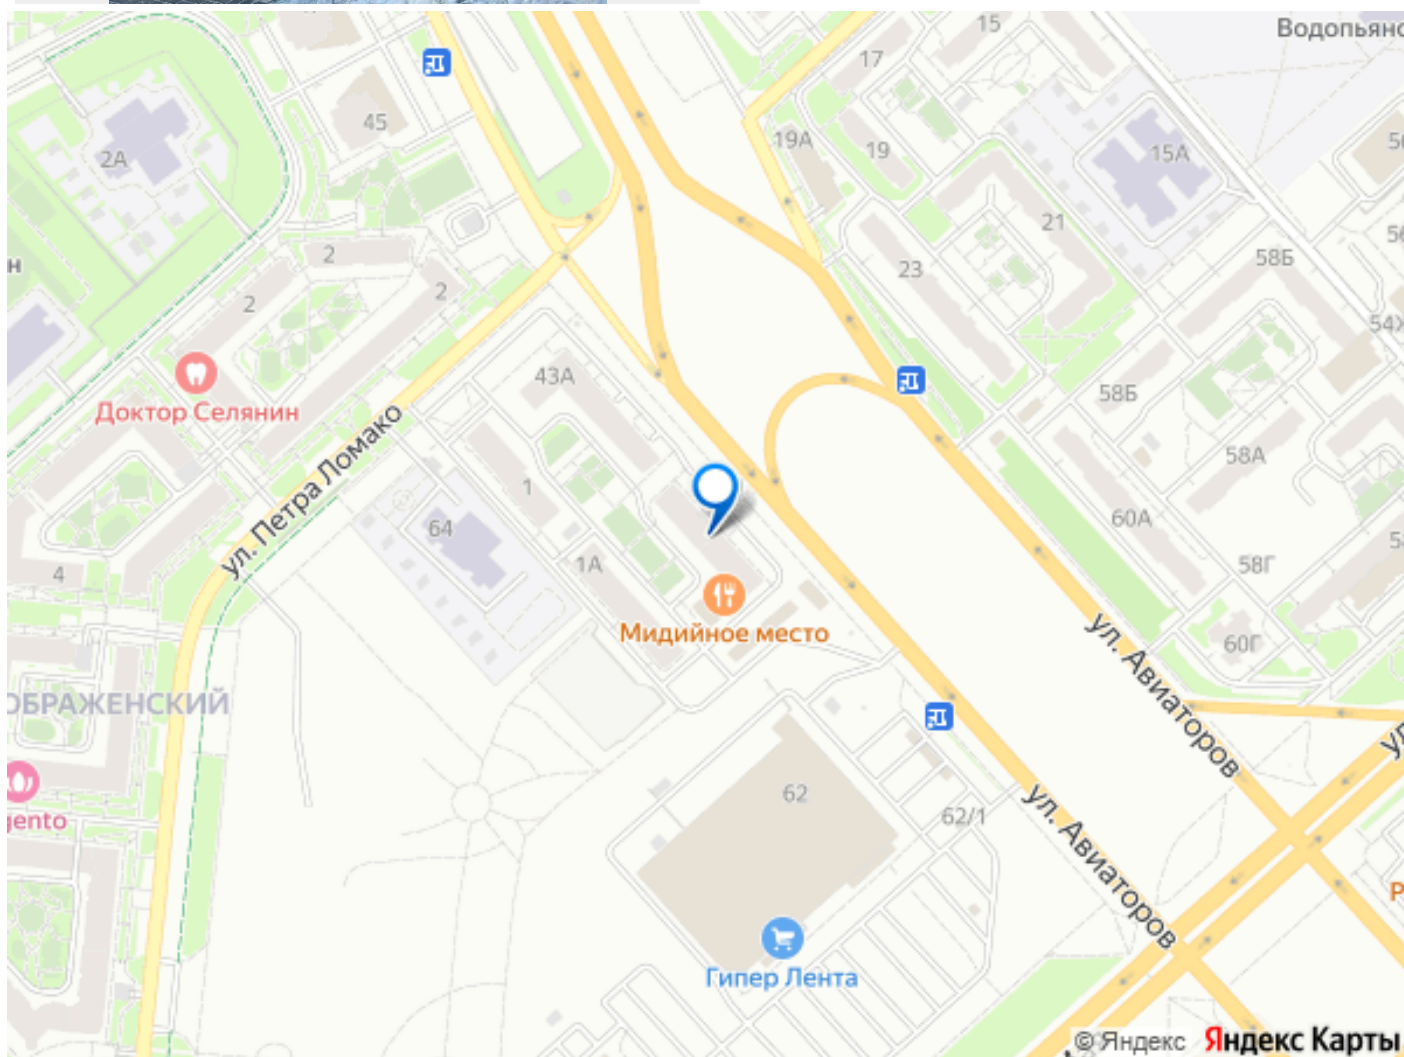 Водопьяно
15
17
45
2А
19А
19
15А
21
2
23
58Б
н
2
2
54Ж
43А
58Б
Доктор Селянин
ул. Петра Ломако
58А
1
60А
64
58Г
1А
4
Мидийное место
60Г
ул. Авиаторов
ОБРАЖЕНСКИЙ
62
62/1
ул. Авиаторов
gento
Гипер Лента
© Яндекс
Яндекс Карты